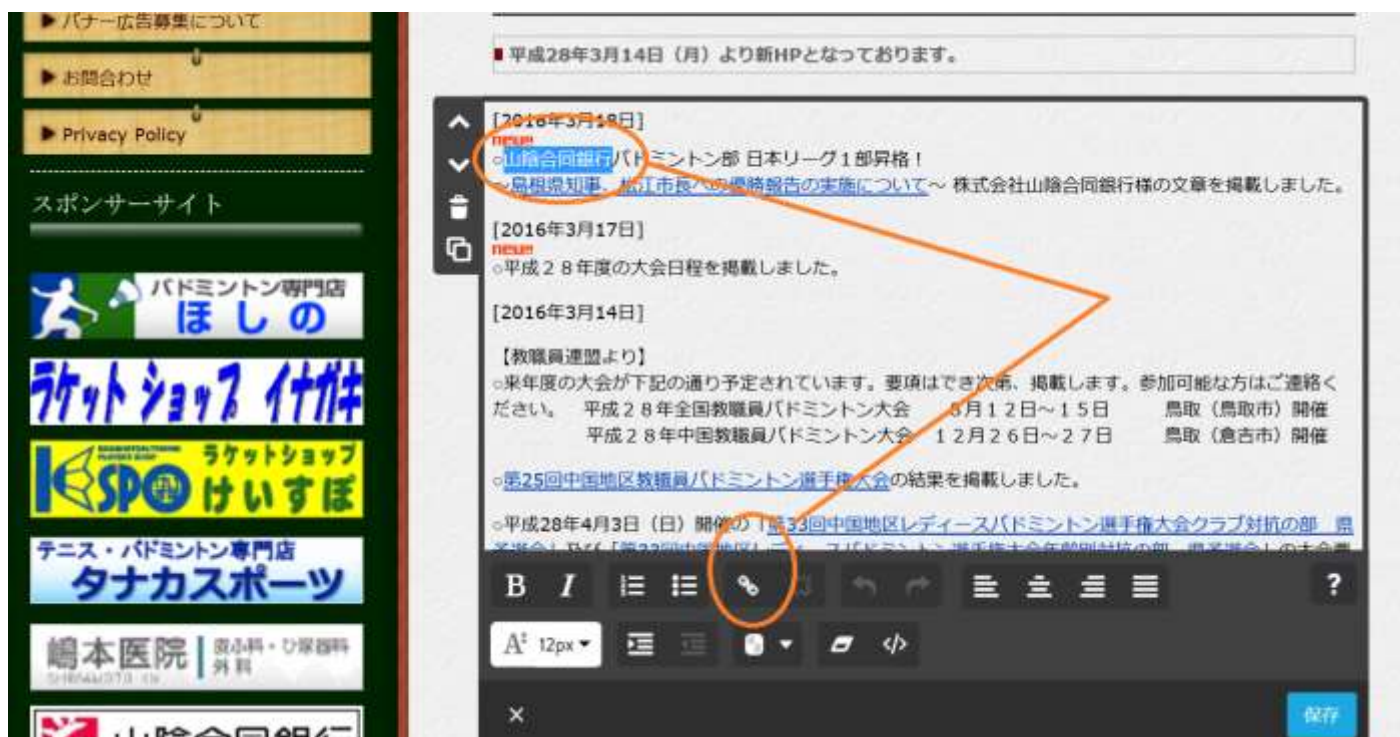 ▶ バナー広告募集について
▶ お問合わせ
▶ Privacy Policy
スポンサーサイト
バドミントン専門店
ほしの
ラケットショップ イナガキ
ラケットショップ
KSPO けいすぽ
テニス・バドミントン専門店
タナカスポーツ
嶋本医院 皮ふ科・ひ尿器科
外科
山陰合同銀行
■ 平成28年3月14日（月）より新HPとなっております。
[2016年3月18日]
new!!
○山陰合同銀行バドミントン部 日本リーグ１部昇格！
～島根県知事、松江市長への優勝報告の実施について～ 株式会社山陰合同銀行様の文章を掲載しました。
[2016年3月17日]
new!!
○平成２８年度の大会日程を掲載しました。
[2016年3月14日]
【教職員連盟より】
○来年度の大会が下記の通り予定されています。要項はでき次第、掲載します。参加可能な方はご連絡く
ださい。 平成２８年全国教職員バドミントン大会 ８月１２日～１５日 鳥取（鳥取市）開催
平成２８年中国教職員バドミントン大会 １２月２６日～２７日 鳥取（倉吉市）開催
○第25回中国地区教職員バドミントン選手権大会の結果を掲載しました。
○平成28年4月3日（日）開催の「第33回中国地区レディースバドミントン選手権大会クラブ対抗の部 県
B I ?
A 12px
</>
×
保存